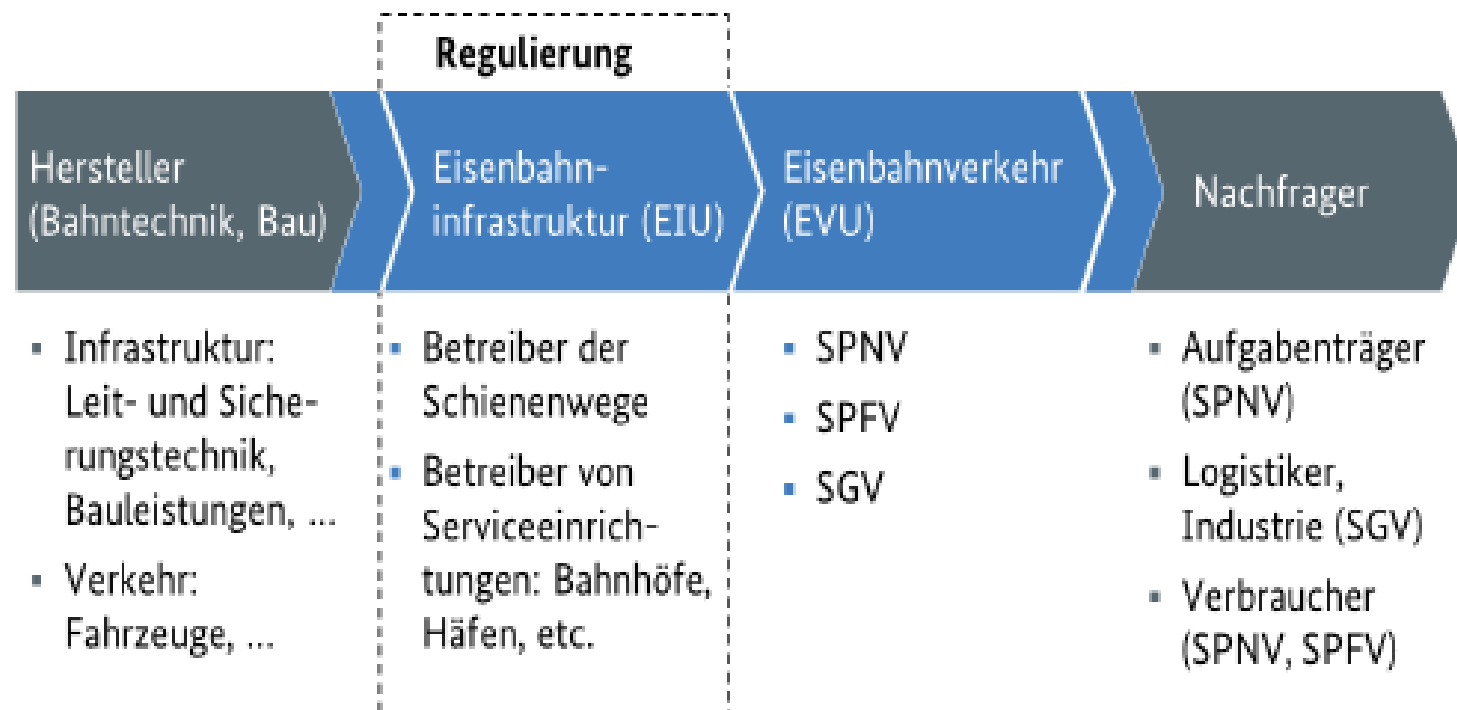 Regulierung
Hersteller
(Bahntechnik, Bau)
Eisenbahn-
infrastruktur (EIU)
Eisenbahnverkehr
(EVU)
Nachfrager
▪ Infrastruktur:
Leit- und Siche-
rungstechnik,
Bauleistungen, ...
▪ Verkehr:
Fahrzeuge, ...
▪ Betreiber der
Schienenwege
▪ Betreiber von
Serviceeinrich-
tungen: Bahnhöfe,
Häfen, etc.
▪ SPNV
▪ SPFV
▪ SGV
▪ Aufgabenträger
(SPNV)
▪ Logistiker,
Industrie (SGV)
▪ Verbraucher
(SPNV, SPFV)